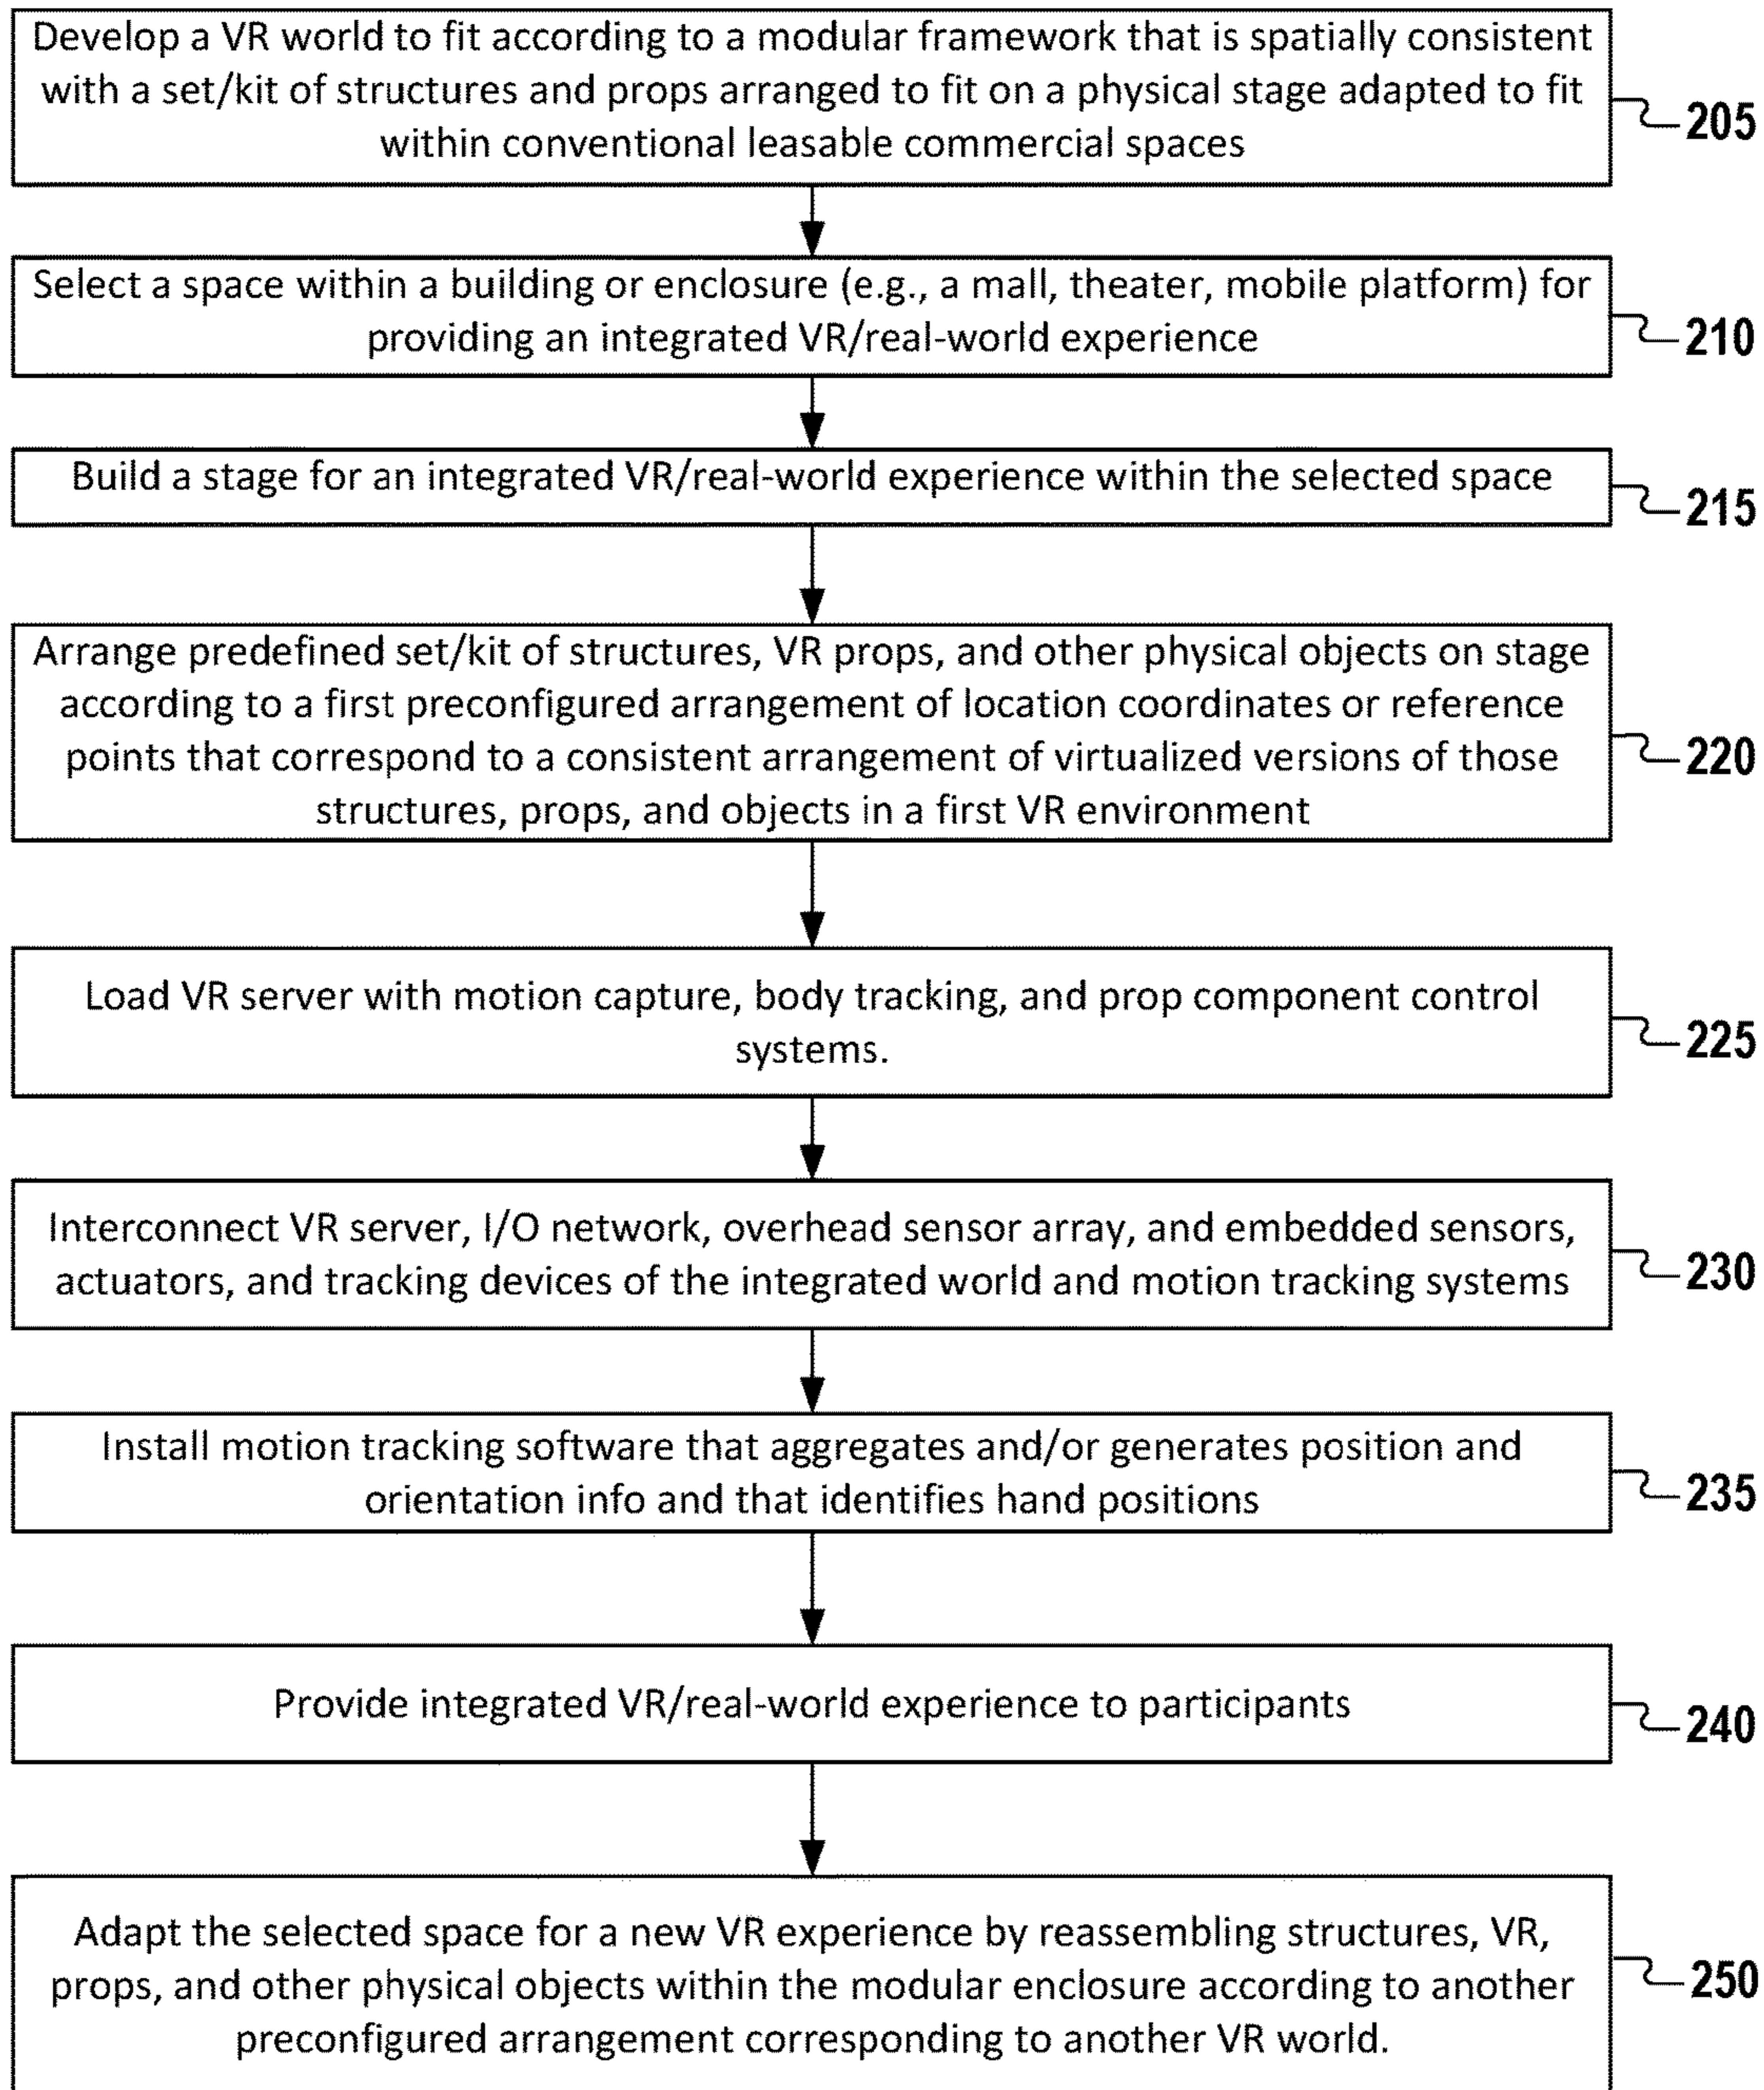 Develop a VR world to fit according to a modular framework that is spatially consistent
with a set/kit of structures and props arranged to fit on a physical stage adapted to fit
within conventional leasable commercial spaces
205
Select a space within a building or enclosure (e.g., a mall, theater, mobile platform) for
providing an integrated VR/real-world experience
210
Build a stage for an integrated VR/real-world experience within the selected space
215
Arrange predefined set/kit of structures, VR props, and other physical objects on stage
according to a first preconfigured arrangement of location coordinates or reference
points that correspond to a consistent arrangement of virtualized versions of those
structures, props, and objects in a first VR environment
220
Load VR server with motion capture, body tracking, and prop component control
systems.
225
Interconnect VR server, I/O network, overhead sensor array, and embedded sensors,
actuators, and tracking devices of the integrated world and motion tracking systems
230
Install motion tracking software that aggregates and/or generates position and
orientation info and that identifies hand positions
235
Provide integrated VR/real-world experience to participants
240
Adapt the selected space for a new VR experience by reassembling structures, VR,
props, and other physical objects within the modular enclosure according to another
preconfigured arrangement corresponding to another VR world.
250